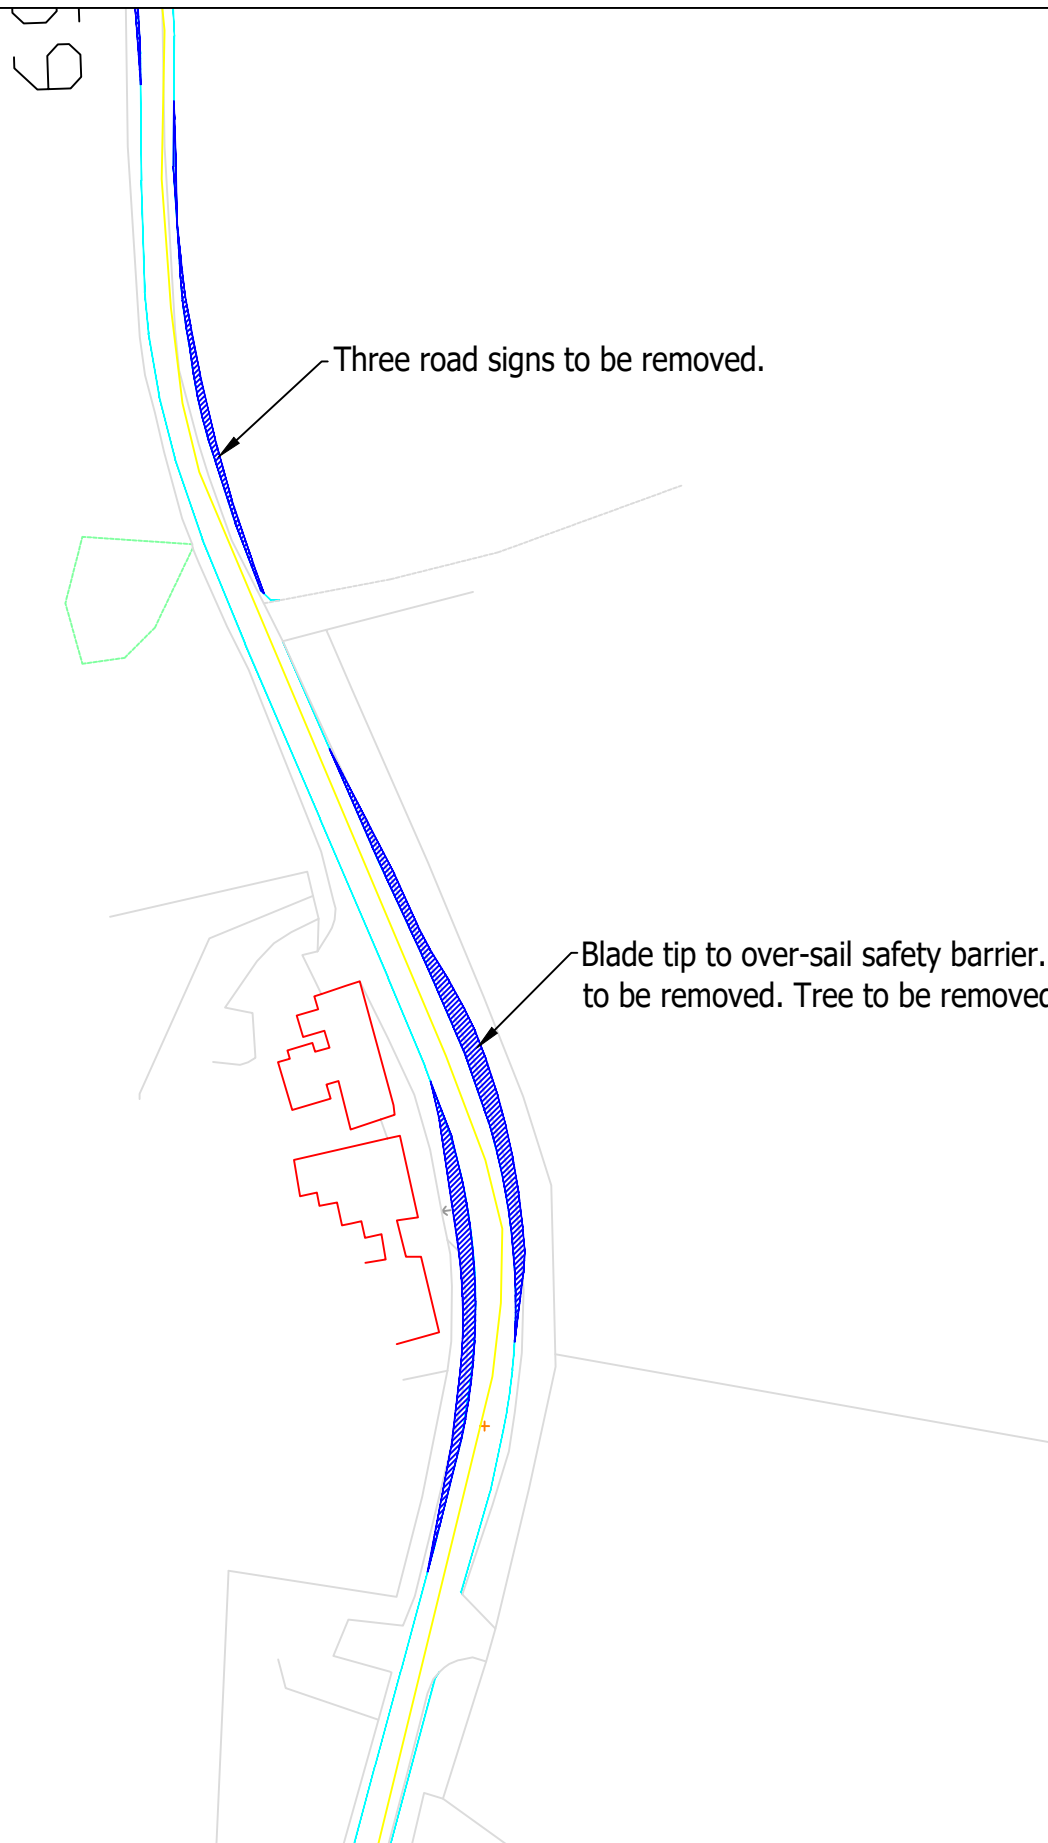 Three road signs to be removed.
Blade tip to over-sail safety barrier.
to be removed. Tree to be removed